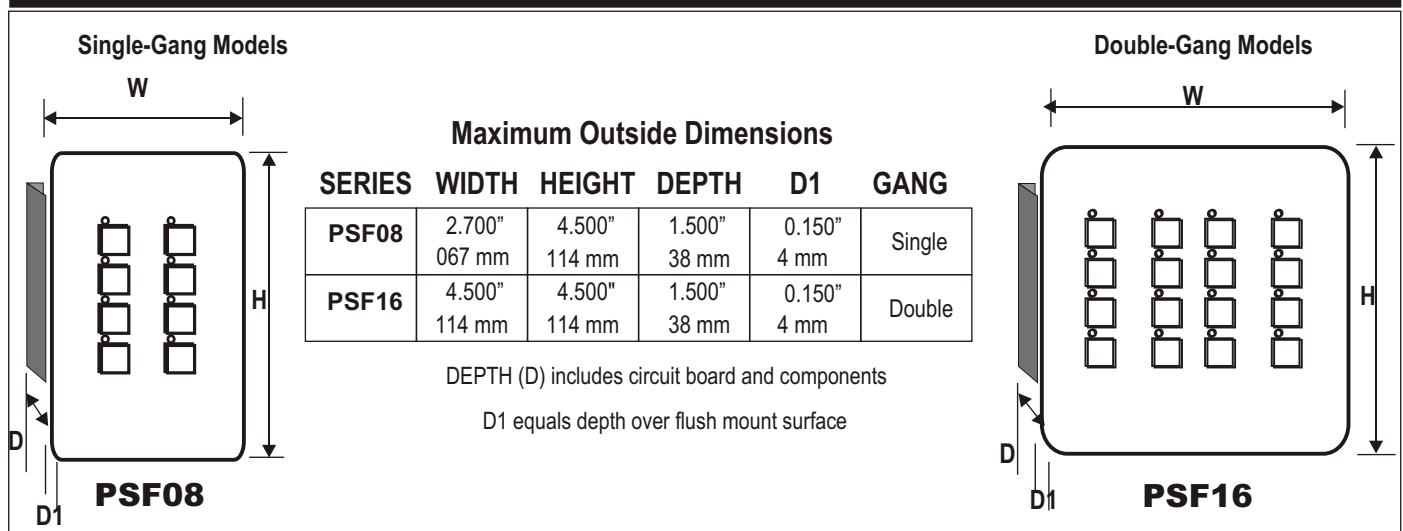 Single-Gang Models
W
H
D
D1
PSF08
Maximum Outside Dimensions
SERIES WIDTH HEIGHT DEPTH D1 GANG
PSF08 2.700” 4.500” 1.500” 0.150” Single
067 mm 114 mm 38 mm 4 mm
PSF16 4.500” 4.500" 1.500” 0.150” Double
114 mm 114 mm 38 mm 4 mm
DEPTH (D) includes circuit board and components
D1 equals depth over flush mount surface
Double-Gang Models
W
H
D
D1
PSF16